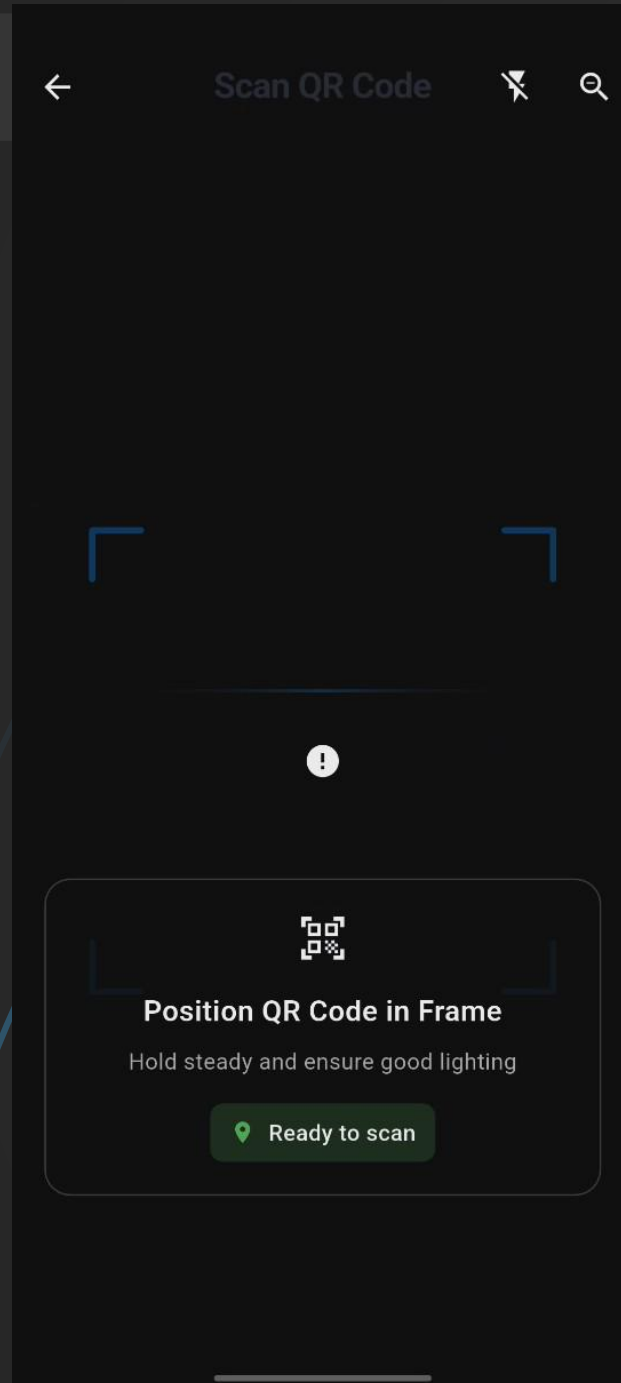 Scan QR Code
Position QR Code in Frame
Hold steady and ensure good lighting
Ready to scan